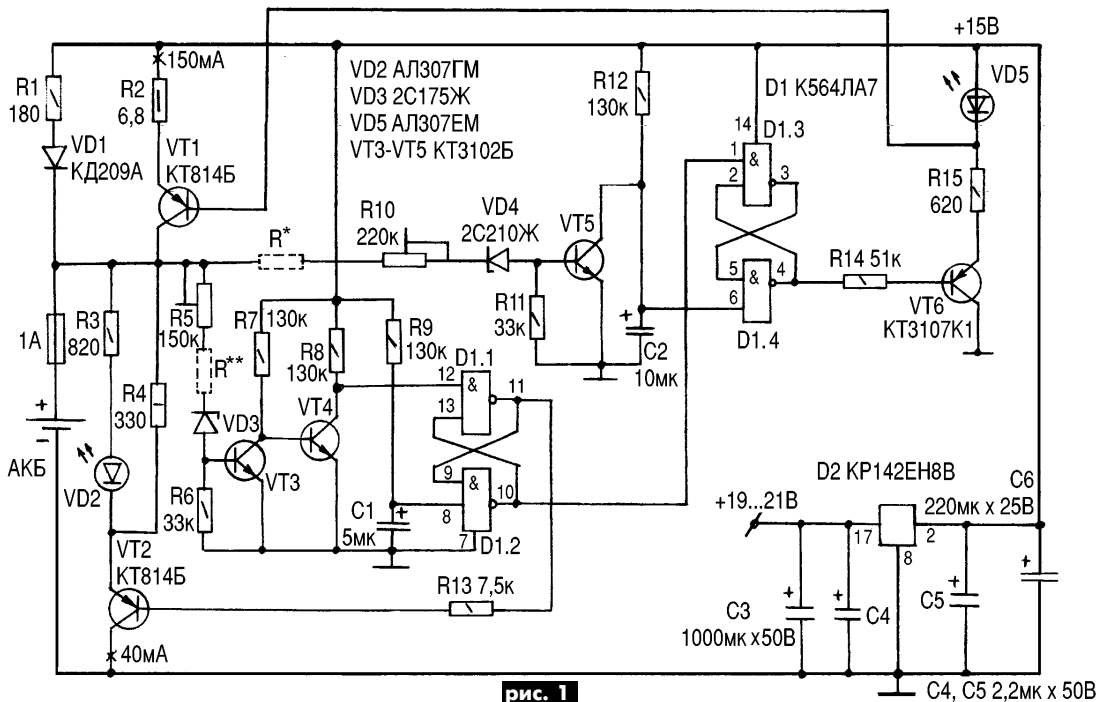 +15В
150мА
R1
180
R2
6,8
VD2 АЛ307ГМ
VD3 2С175Ж
VD5 АЛ307ЕМ
VT3-VT5 КТ3102Б
R12
130к
D1 К564ЛА7
VD5
VD1
КД209А
VT1
КТ814Б
14
D1.3
1
&
2
3
R15
620
R*
R10
220к
VD4
2С210Ж
VT5
5
&
6
4
D1.4
R14 51к
VT6
КТ3107К1
1А
R3
820
R5
150к
R7
130к
R8
130к
R9
130к
R11
33к
+
C2
10мк
R**
D1.1
12
&
13
11
+
-
АКБ
R4
330
VD3
VT4
VT3
VD2
R6
33к
C1
5мк
+
9
&
8
10
7
D1.2
D2 КР142ЕН8В
C6
220мк х 25В
+19...21В
17
2
8
VT2
КТ814Б
R13 7,5к
+
C3
1000мк х50В
+
C4
+
C5
+
40мА
рис. 1
C4, C5 2,2мк х 50В